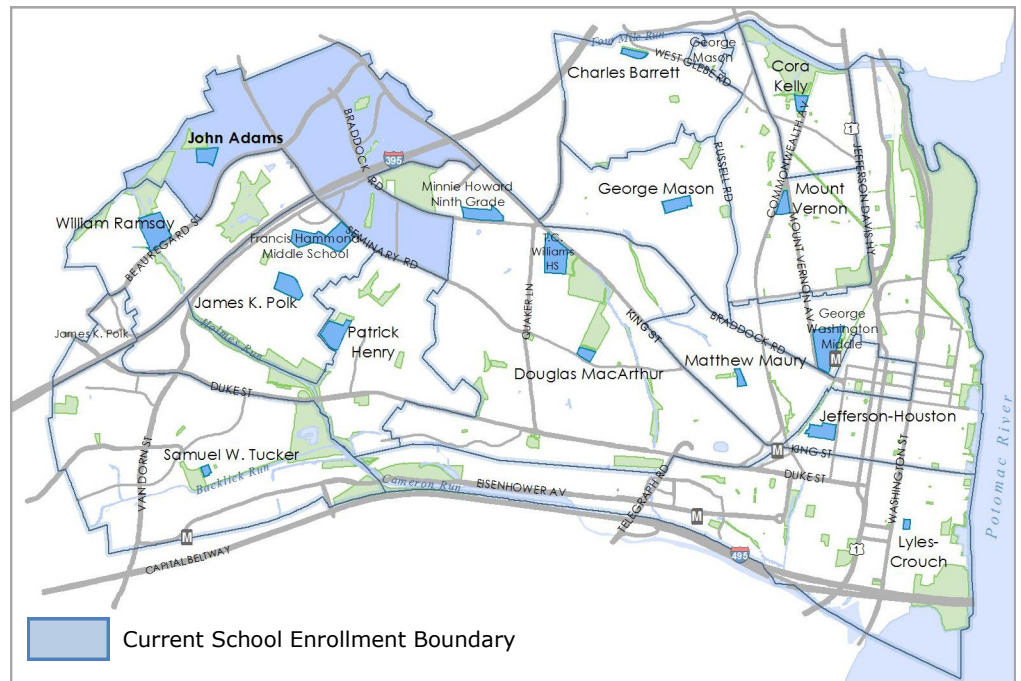 Four Mile Run
George
Mason
WEST GLEBE RD
Charles Barrett
Cora
Kelly
COMMONWEALTH AV
1
JEFFERSON DAVIS HY
BRADDOCK RD
John Adams
395
RUSSELL RD
Minnie Howard
Ninth Grade
George Mason
Mount
Vernon
MOUNT VERNON AV
William Ramsay
BEAUREGARD ST
Francis Hammond
Middle School
SEMINARY RD
T.C.
Williams
HS
James K. Polk
QUAKER LN
KING ST
BRADDOCK RD
George
Washington
Middle
M
James K. Polk
Holmes Run
Patrick
Henry
Douglas MacArthur
Matthew Maury
DUKE ST
Jefferson-Houston
Potomac River
VAN DORN ST
Samuel W. Tucker
Backlick Run
Cameron Run
EISENHOWER AV
TELEGRAPH RD
M
KING ST
DUKE ST
WASHINGTON ST
M
M
CAPITAL BELTWAY
495
1
Lyles-
Crouch
Current School Enrollment Boundary